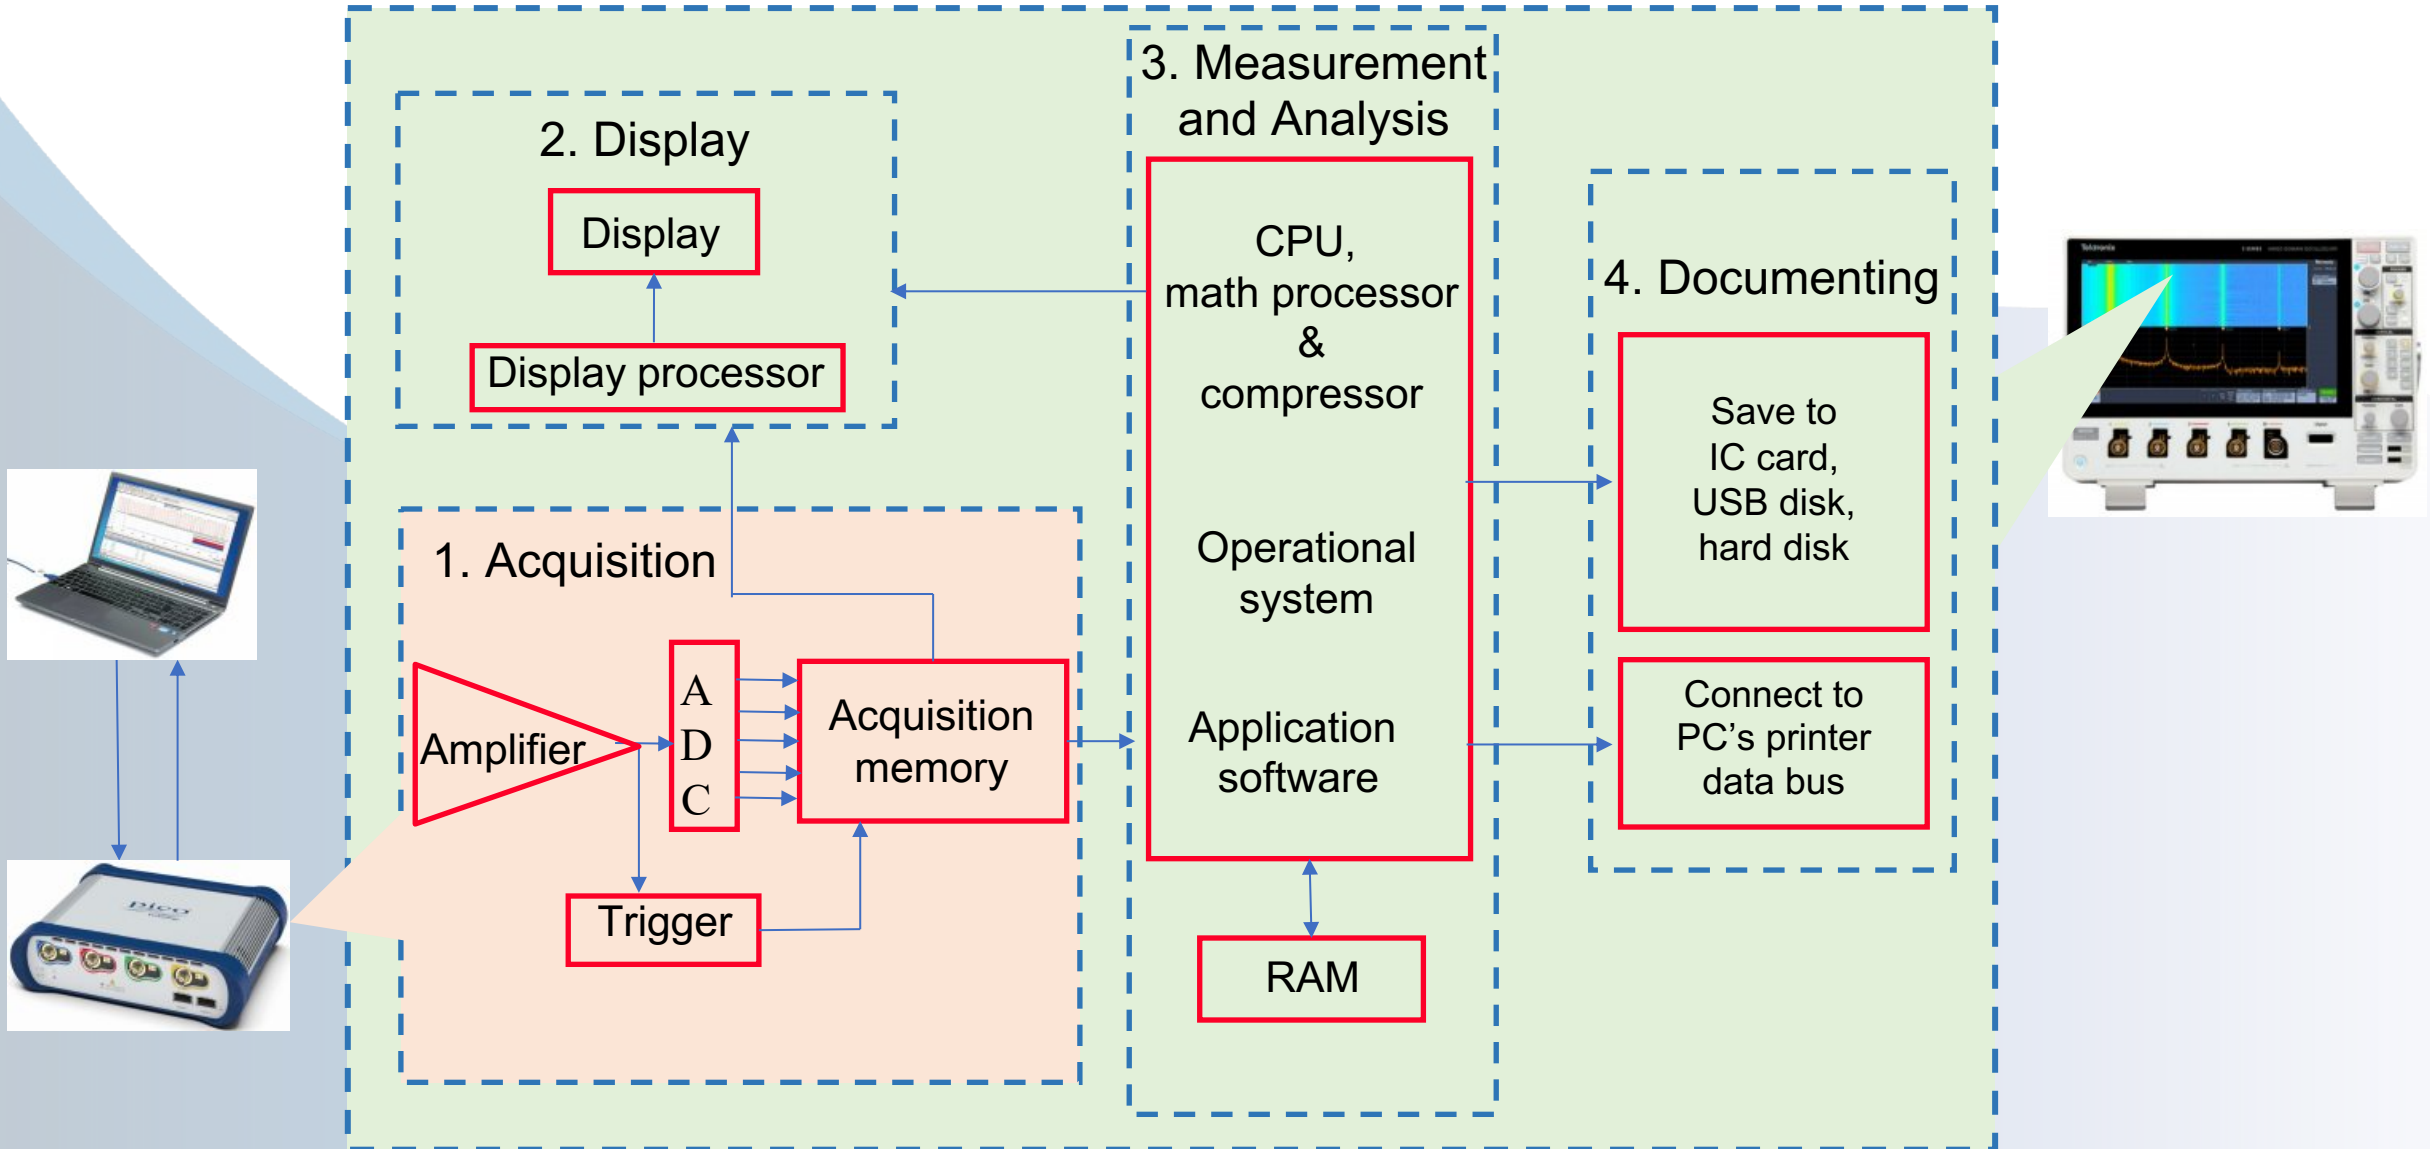 3. Measurement
and Analysis
2. Display
Display
Display processor
CPU,
math processor
&
compressor
Operational
system
Application
software
RAM
4. Documenting
Save to
IC card,
USB disk,
hard disk
Connect to
PC’s printer
data bus
1. Acquisition
Amplifier
A
D
C
Acquisition
memory
Trigger
Tektronix
pico